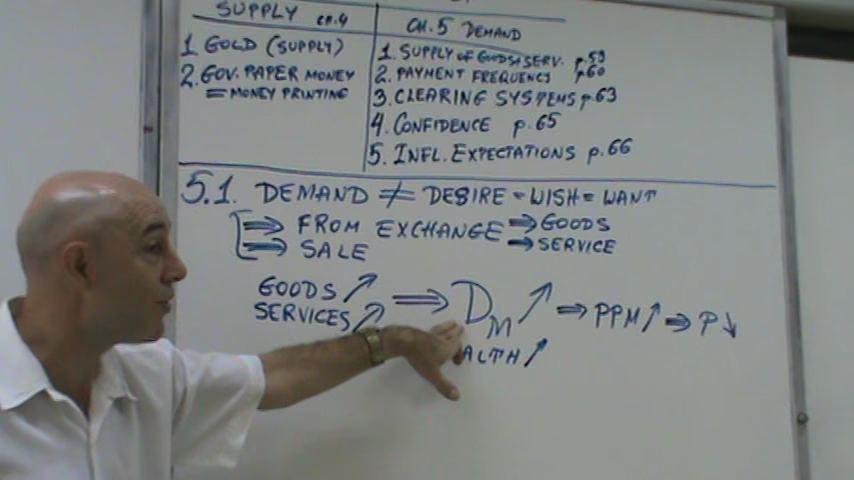 SUPPLY CH.4
1 GOLD (SUPPLY)
2. GOV. PAPER MONEY
= MONEY PRINTING
CH.5 DEMAND
1. SUPPLY OF GOODS & SERV. p.59
2. PAYMENT FREQUENCY p.60
3. CLEARING SYSTEMS p.63
4. CONFIDENCE p.65
5. INFL. EXPECTATIONS p.66
5.1. DEMAND ≠ DESIRE = WISH = WANT
⇒ FROM EXCHANGE ⇒ GOODS
⇒ SALE ⇒ SERVICE
GOODS ↗ ⇒ DM ↗ ⇒ PPM ↑ ⇒ P ↓
SERVICES ↗
ALTH ↗